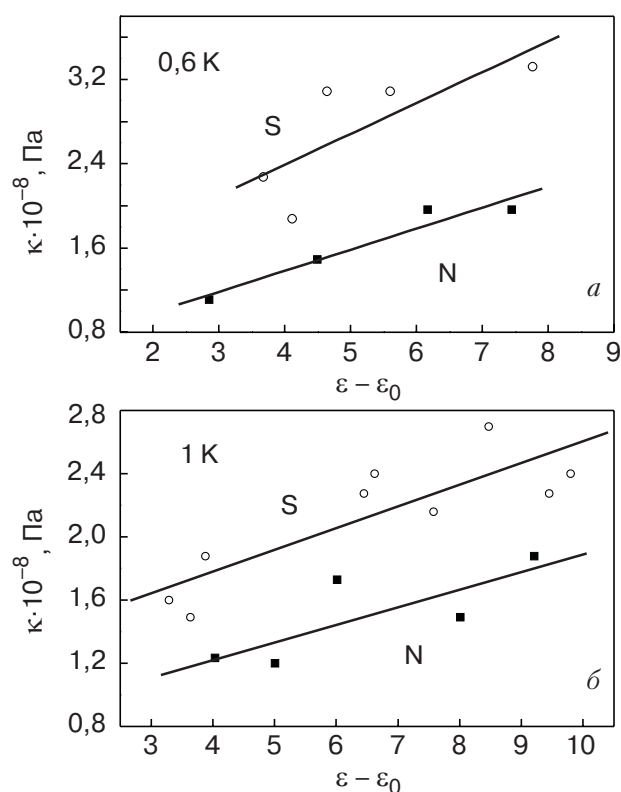 0,6 K
3,2
S
2,4
κ·10⁻⁸, Па
1,6
N
а
0,8
2 3 4 5 6 7 8 9
ε – ε₀
2,8
1 K
2,4
S
κ·10⁻⁸, Па
2,0
1,6
1,2
N
б
0,8
3 4 5 6 7 8 9 10
ε – ε₀